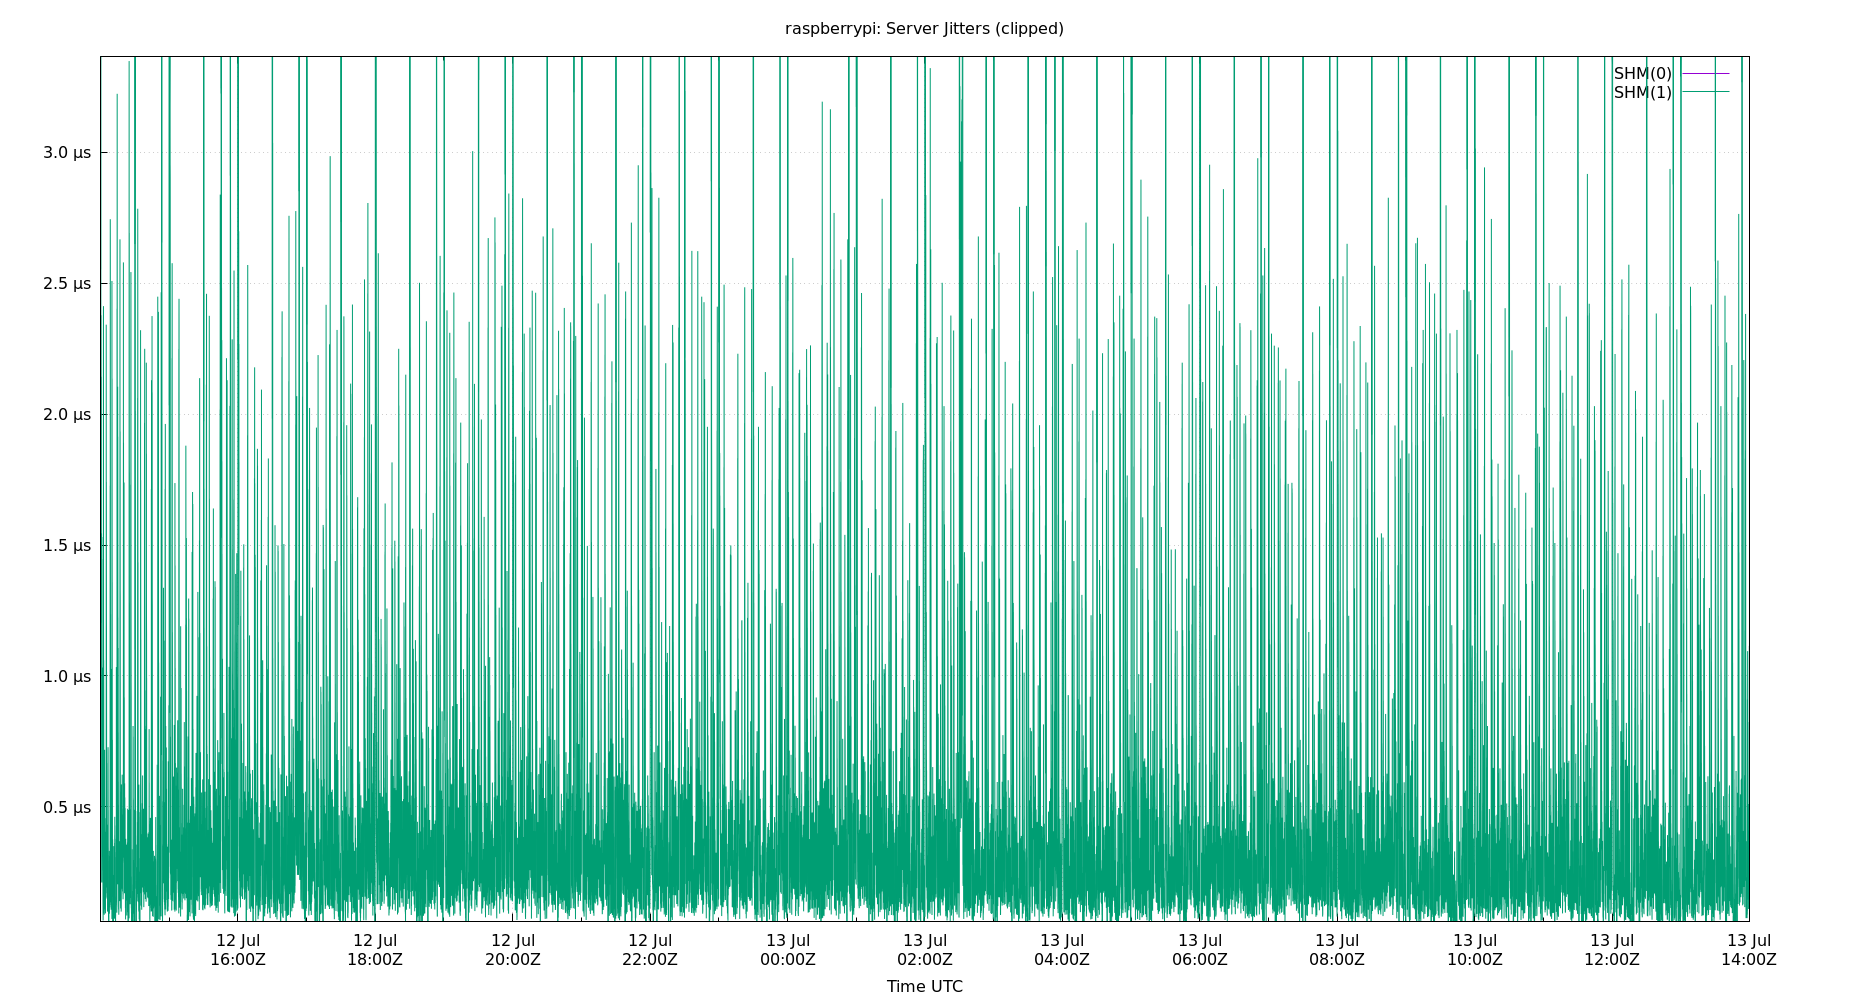 raspberrypi: Server Jitters (clipped)
SHM(0)
SHM(1)
3.0 µs
2.5 µs
2.0 µs
1.5 µs
1.0 µs
0.5 µs
12 Jul 12 Jul 12 Jul 12 Jul 13 Jul 13 Jul 13 Jul 13 Jul 13 Jul 13 Jul 13 Jul 13 Jul
16:00Z 18:00Z 20:00Z 22:00Z 00:00Z 02:00Z 04:00Z 06:00Z 08:00Z 10:00Z 12:00Z 14:00Z
Time UTC